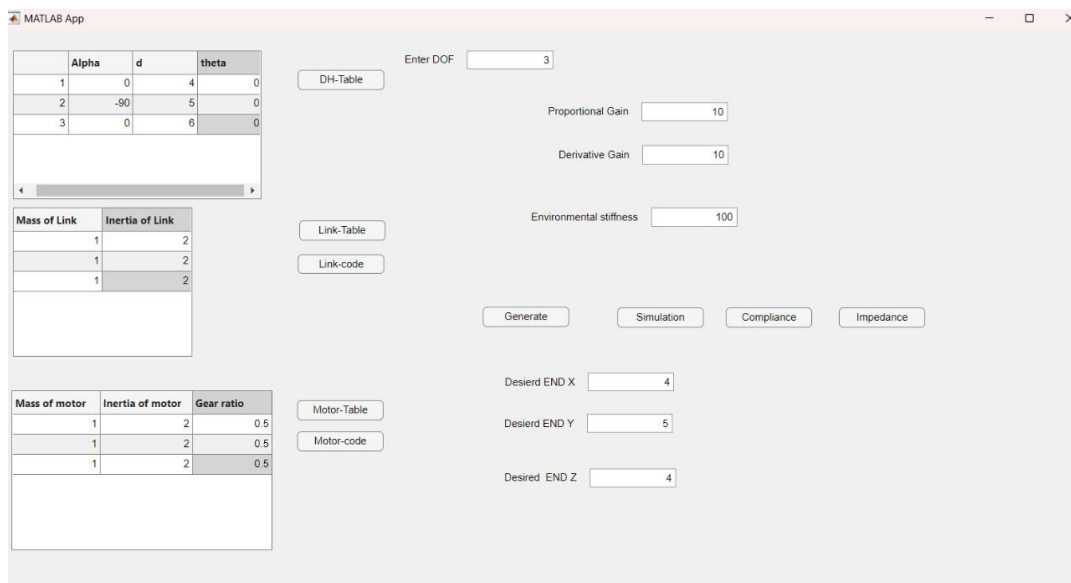 MATLAB App
Enter DOF 3
Alpha d theta
1 0 4 0
2 -90 5 0
3 0 6 0
DH-Table
Proportional Gain 10
Derivative Gain 10
Mass of Link Inertia of Link
1 2
1 2
1 2
Link-Table
Link-code
Environmental stiffness 100
Generate Simulation Compliance Impedance
Desierd END X 4
Desierd END Y 5
Desired END Z 4
Mass of motor Inertia of motor Gear ratio
1 2 0.5
1 2 0.5
1 2 0.5
Motor-Table
Motor-code